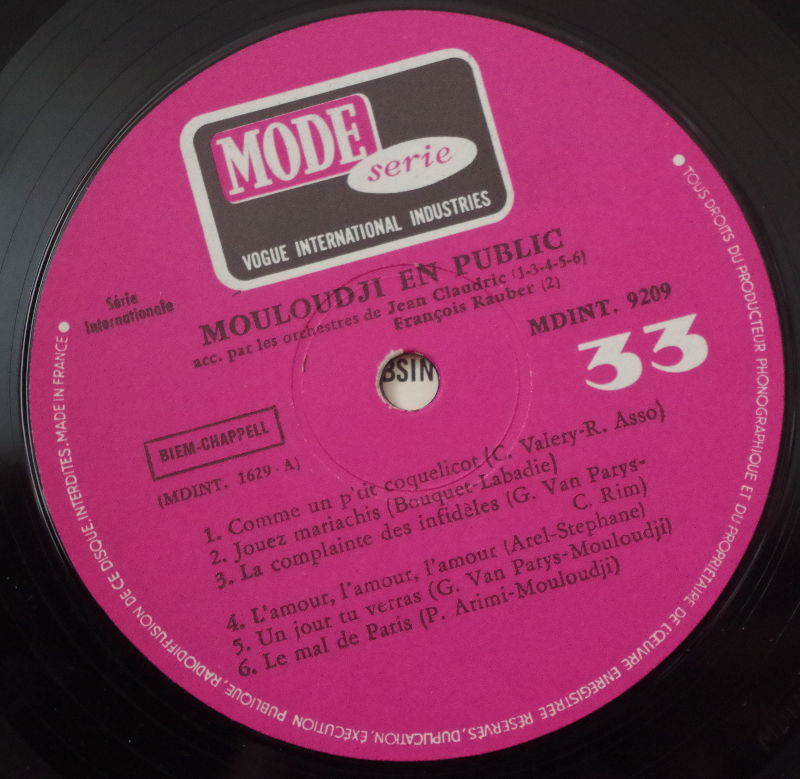 MODE
serie
VOGUE INTERNATIONAL INDUSTRIES
Série
Internationale
MOULOUDJI EN PUBLIC
acc. par les orchestres de Jean Claudric (1-3-4-5-6)
François Rauber (2)
MDINT. 9209
33
BSIN
BIEM-CHAPPELL
(MDINT. 1629 - A)
1. Comme un p'tit coquelicot (C. Valery-R. Asso)
2. Jouez mariachis (Bouquet-Labadie)
3. La complainte des infidèles (G. Van Parys-
C. Rim)
4. L'amour, l'amour, l'amour (Arel-Stephane)
5. Un jour tu verras (G. Van Parys-Mouloudji)
6. Le mal de Paris (P. Arimi-Mouloudji)
TOUS DROITS DU PRODUCTEUR PHONOGRAPHIQUE ET DU PROPRIETAIRE DE L'ŒUVRE ENREGISTREE RÉSERVÉS, DUPLICATION, EXECUTION PUBLIQUE, RADIODIFFUSION DE CE DISQUE INTERDITES. MADE IN FRANCE